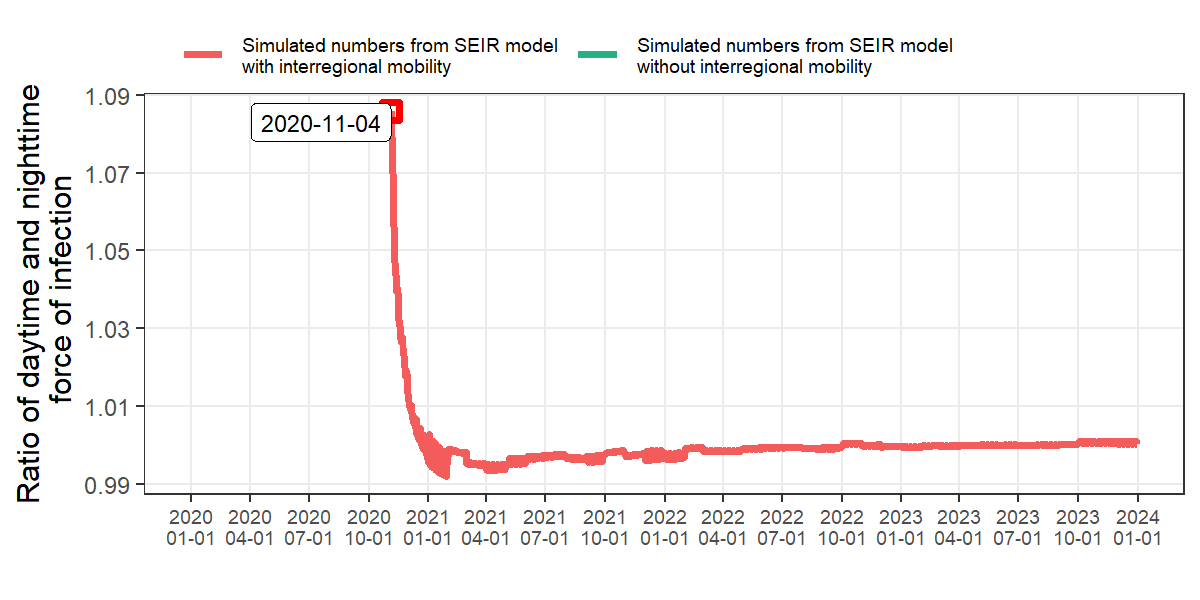 Simulated numbers from SEIR model
with interregional mobility
Simulated numbers from SEIR model
without interregional mobility
Ratio of daytime and nighttime
force of infection
1.09
1.07
1.05
1.03
1.01
0.99
2020-11-04
2020 2020 2020 2020 2021 2021 2021 2021 2022 2022 2022 2022 2023 2023 2023 2023 2024
01-01 04-01 07-01 10-01 01-01 04-01 07-01 10-01 01-01 04-01 07-01 10-01 01-01 04-01 07-01 10-01 01-01